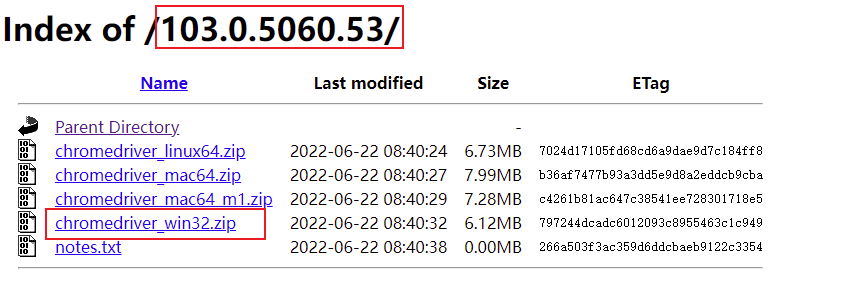 Index of /103.0.5060.53/
Name Last modified Size ETag
Parent Directory -
chromedriver_linux64.zip 2022-06-22 08:40:24 6.73MB 7024d17105fd68cd6a9dae9d7c184ff8
chromedriver_mac64.zip 2022-06-22 08:40:27 7.99MB b36af7477b93a3dd5e9d8a2eddcb9cba
chromedriver_mac64_m1.zip 2022-06-22 08:40:29 7.28MB c4261b81ac647c38541ee728301718e5
chromedriver_win32.zip 2022-06-22 08:40:32 6.12MB 797244dcadc6012093c8955463c1c949
notes.txt 2022-06-22 08:40:38 0.00MB 266a503f3ac359d6ddcbaeb9122c3354